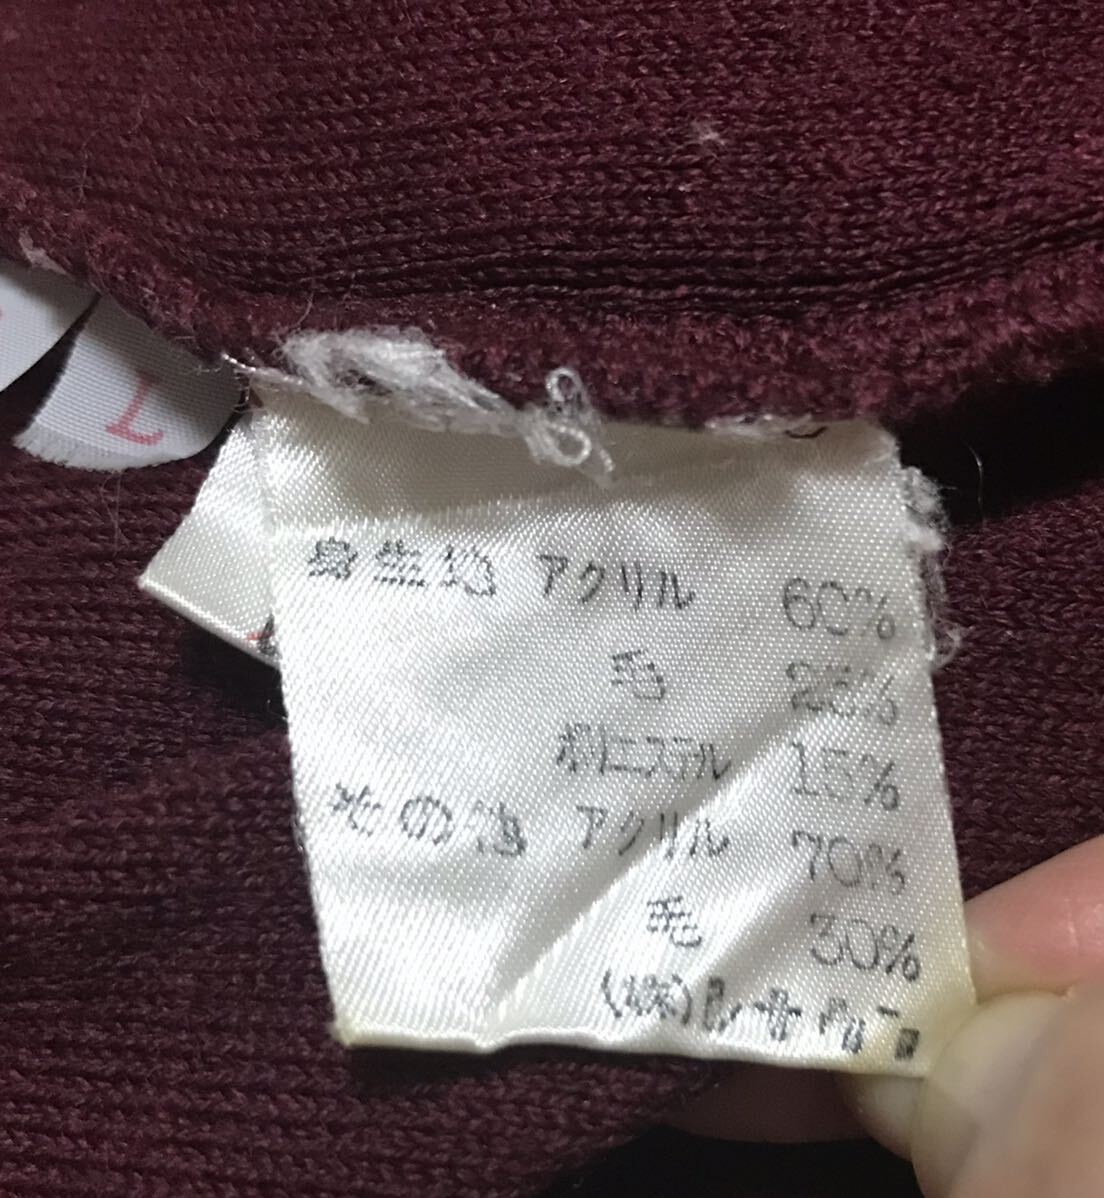 L
身生地 アクリル 60%
毛 25%
ポリエステル 15%
その他 アクリル 70%
毛 30%
(株)